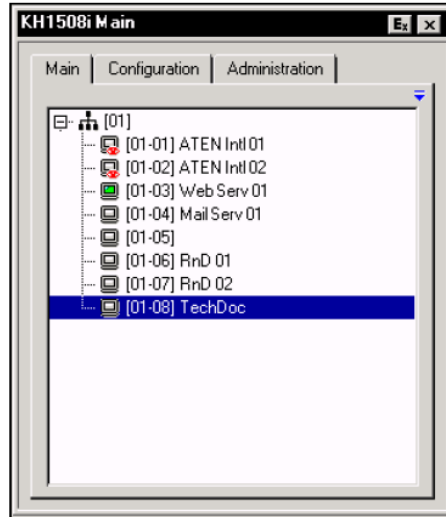 KH1508i Main
Ex ×
Main Configuration Administration
[01]
[01-01] ATEN Intl 01
[01-02] ATEN Intl 02
[01-03] Web Serv 01
[01-04] Mail Serv 01
[01-05]
[01-06] RnD 01
[01-07] RnD 02
[01-08] TechDoc